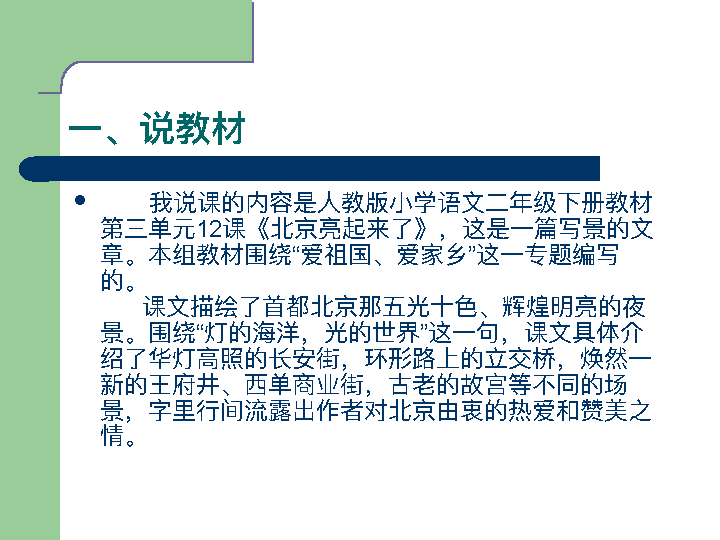 一、说教材
我说课的内容是人教版小学语文二年级下册教材
第三单元12课《北京亮起来了》，这是一篇写景的文
章。本组教材围绕“爱祖国、爱家乡”这一专题编写
的。
课文描绘了首都北京那五光十色、辉煌明亮的夜
景。围绕“灯的海洋，光的世界”这一句，课文具体介
绍了华灯高照的长安街，环形路上的立交桥，焕然一
新的王府井、西单商业街，古老的故宫等不同的场
景，字里行间流露出作者对北京由衷的热爱和赞美之
情。